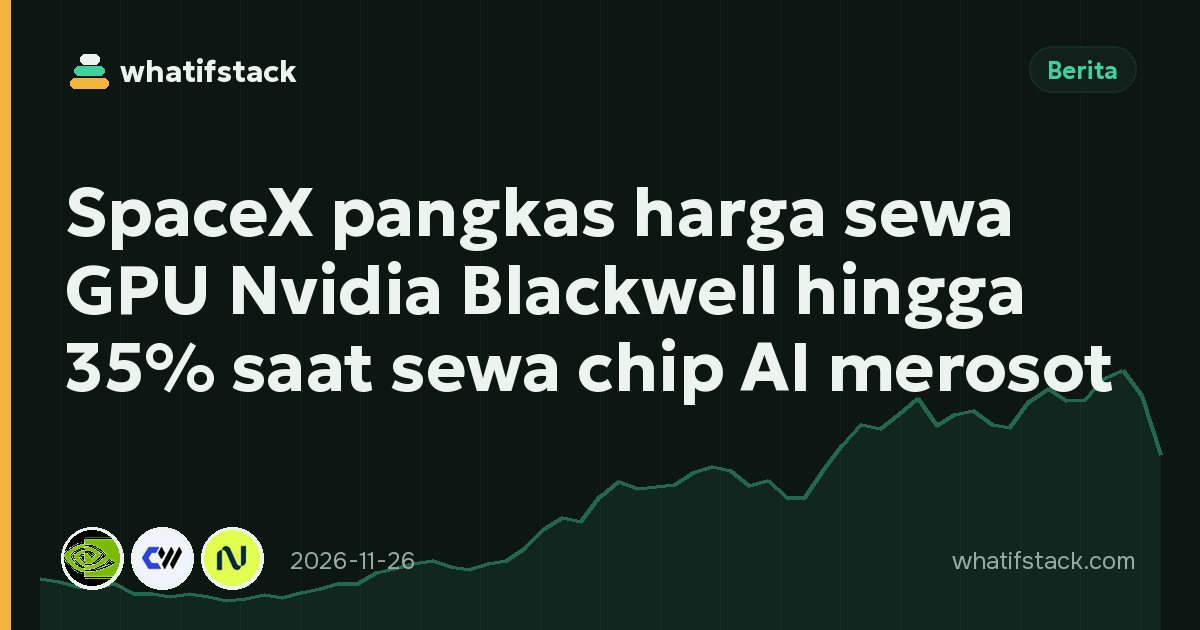 whatifstack
Berita
SpaceX pangkas harga sewa
GPU Nvidia Blackwell hingga
35% saat sewa chip AI merosot
2026-11-26
whatifstack.com